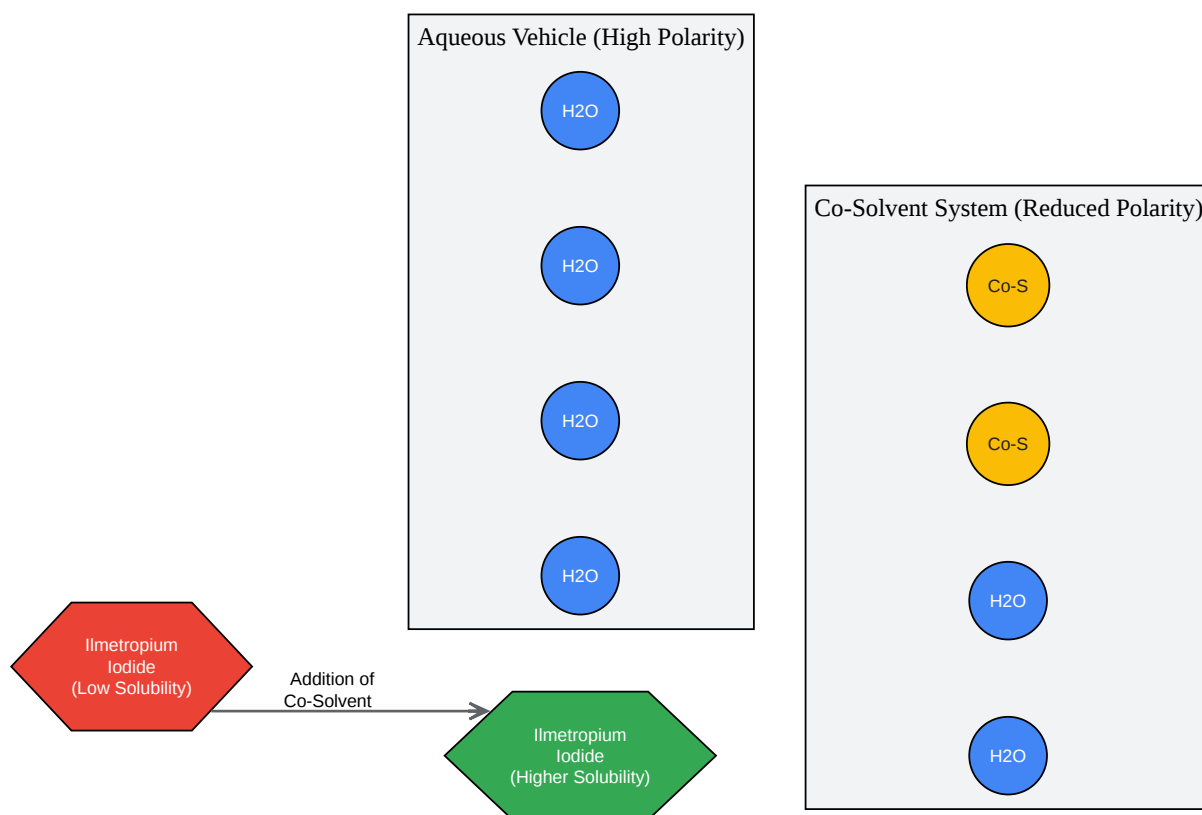 Aqueous Vehicle (High Polarity)
H2O
H2O
H2O
H2O
Co-Solvent System (Reduced Polarity)
Co-S
Co-S
H2O
H2O
Ilmetropium
Iodide
(Low Solubility)
Addition of
Co-Solvent
Ilmetropium
Iodide
(Higher Solubility)